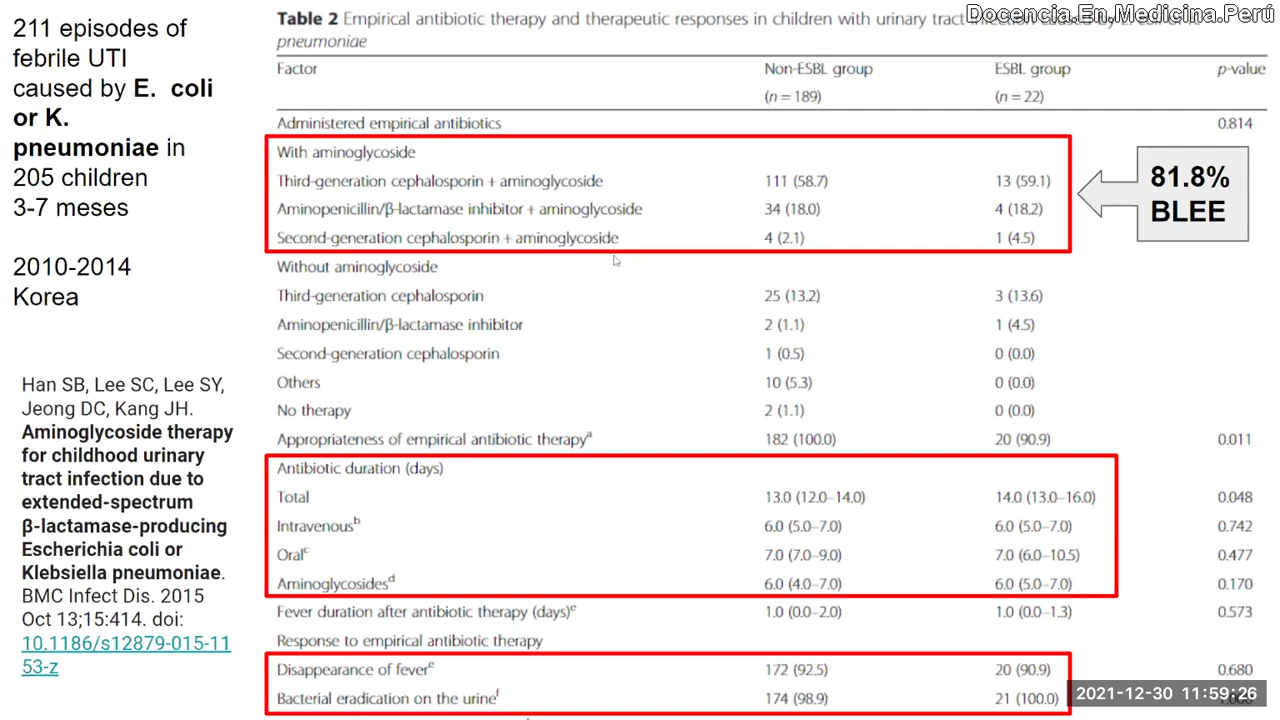 Docencia.En.Medicina.Perú
211 episodes of
febrile UTI
caused by E. coli
or K.
pneumoniae in
205 children
3-7 meses
2010-2014
Korea
Han SB, Lee SC, Lee SY,
Jeong DC, Kang JH.
Aminoglycoside therapy
for childhood urinary
tract infection due to
extended-spectrum
β-lactamase-producing
Escherichia coli or
Klebsiella pneumoniae.
BMC Infect Dis. 2015
Oct 13;15:414. doi:
10.1186/s12879-015-11
53-z
Table 2 Empirical antibiotic therapy and therapeutic responses in children with urinary tract
pneumoniae
Factor Non-ESBL group ESBL group p-value
(n = 189) (n = 22)
Administered empirical antibiotics 0.814
With aminoglycoside
Third-generation cephalosporin + aminoglycoside 111 (58.7) 13 (59.1)
Aminopenicillin/β-lactamase inhibitor + aminoglycoside 34 (18.0) 4 (18.2)
Second-generation cephalosporin + aminoglycoside 4 (2.1) 1 (4.5)
81.8%
BLEE
Without aminoglycoside
Third-generation cephalosporin 25 (13.2) 3 (13.6)
Aminopenicillin/β-lactamase inhibitor 2 (1.1) 1 (4.5)
Second-generation cephalosporin 1 (0.5) 0 (0.0)
Others 10 (5.3) 0 (0.0)
No therapy 2 (1.1) 0 (0.0)
Appropriateness of empirical antibiotic therapy^a 182 (100.0) 20 (90.9) 0.011
Antibiotic duration (days)
Total 13.0 (12.0–14.0) 14.0 (13.0–16.0) 0.048
Intravenous^b 6.0 (5.0–7.0) 6.0 (5.0–7.0) 0.742
Oral^c 7.0 (7.0–9.0) 7.0 (6.0–10.5) 0.477
Aminoglycosides^d 6.0 (4.0–7.0) 6.0 (5.0–7.0) 0.170
Fever duration after antibiotic therapy (days)^e 1.0 (0.0–2.0) 1.0 (0.0–1.3) 0.573
Response to empirical antibiotic therapy
Disappearance of fever^e 172 (92.5) 20 (90.9) 0.680
Bacterial eradication on the urine^f 174 (98.9) 21 (100.0)
2021-12-30 11:59:26